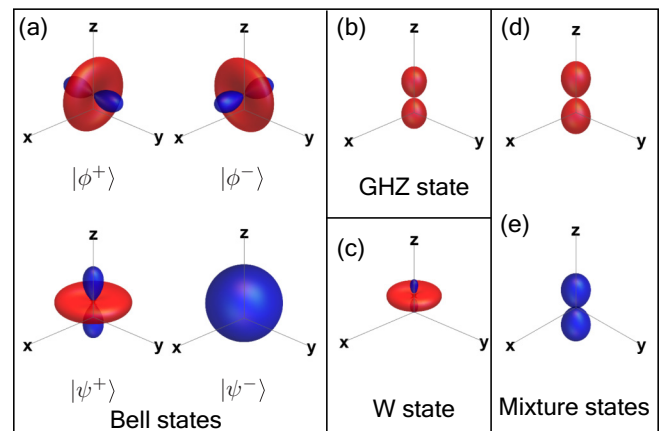 (a)
z
x
y
|ϕ⁺⟩
z
x
y
|ϕ⁻⟩
z
x
y
|ψ⁺⟩
z
x
y
|ψ⁻⟩
Bell states
(b)
z
x
y
GHZ state
(c)
z
x
y
W state
(d)
z
x
y
(e)
z
x
y
Mixture states